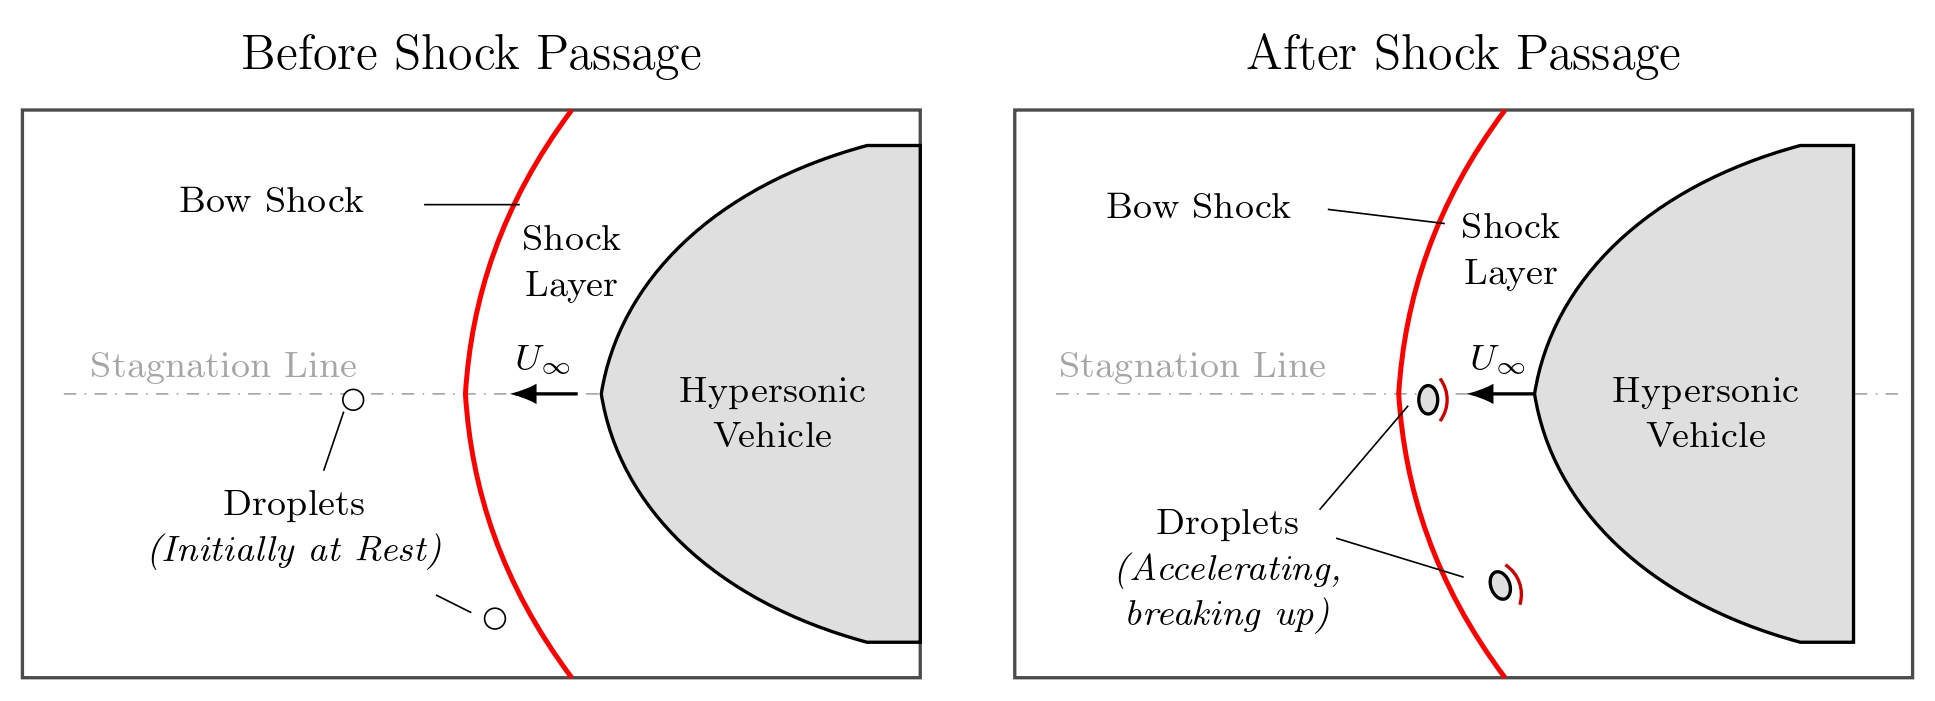 Before Shock Passage
Bow Shock
Shock
Layer
Stagnation Line
U∞
Hypersonic
Vehicle
Droplets
(Initially at Rest)
After Shock Passage
Bow Shock
Shock
Layer
Stagnation Line
U∞
Hypersonic
Vehicle
Droplets
(Accelerating,
breaking up)